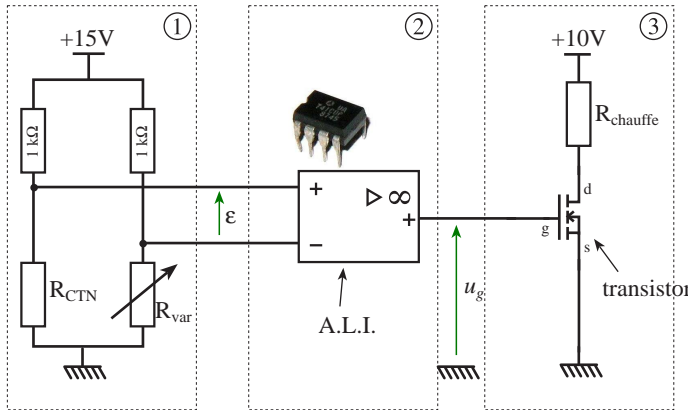 1
+15V
1 kΩ
1 kΩ
R_CTN
R_var
2
+
−
▷ ∞
+
ε
A.L.I.
u_g
3
+10V
R_chauffe
d
g
s
transistor